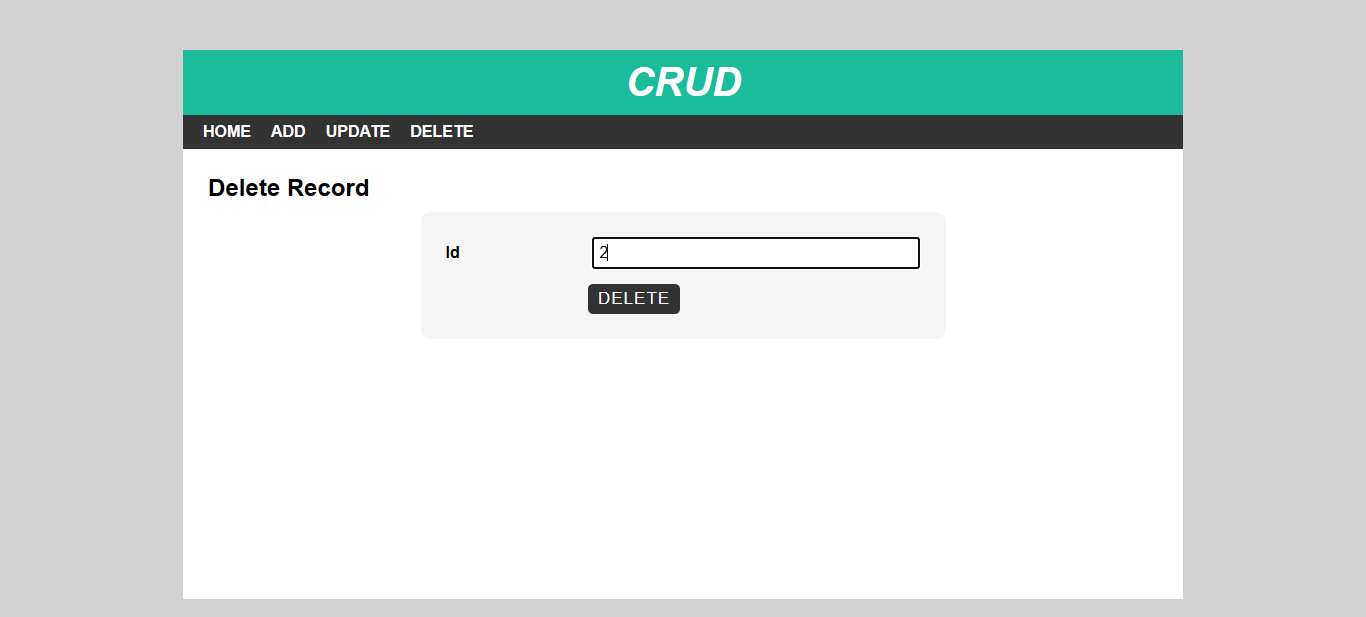 CRUD
HOME ADD UPDATE DELETE
Delete Record
Id 2
DELETE